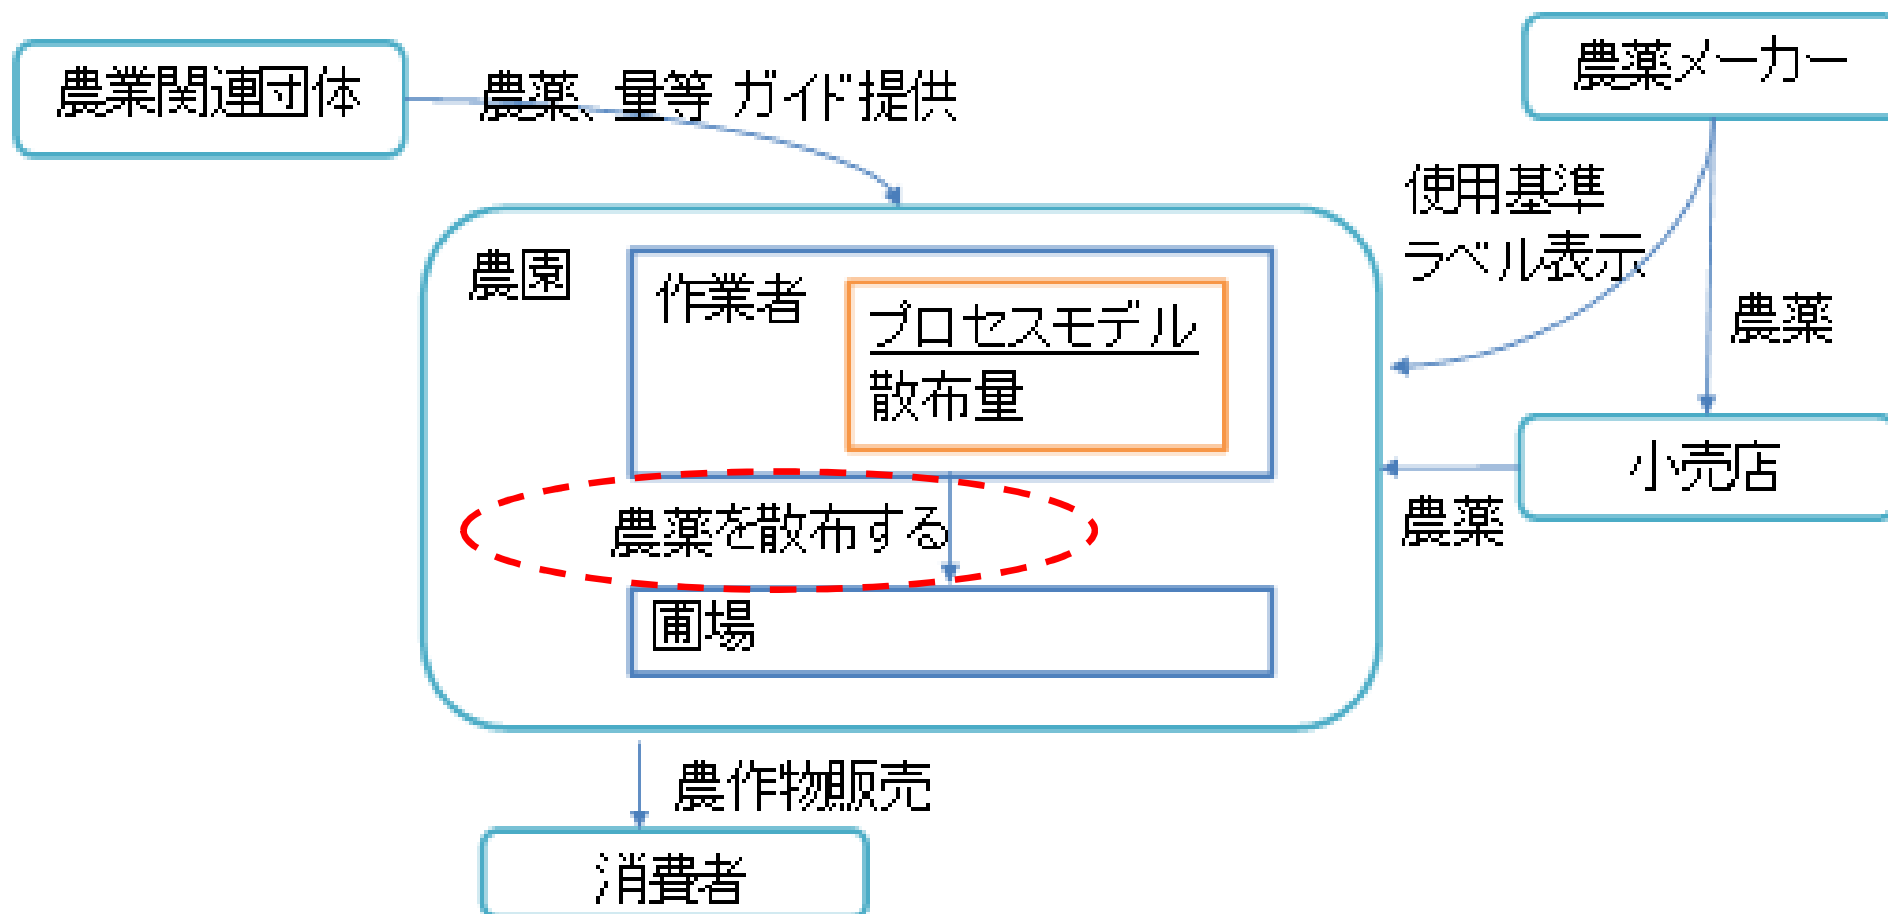 農業関連団体
農薬、量等 ガイド提供
農薬メーカー
使用基準
ラベル表示
農薬
農園
作業者
プロセスモデル
散布量
小売店
農薬
農薬を散布する
圃場
農作物販売
消費者